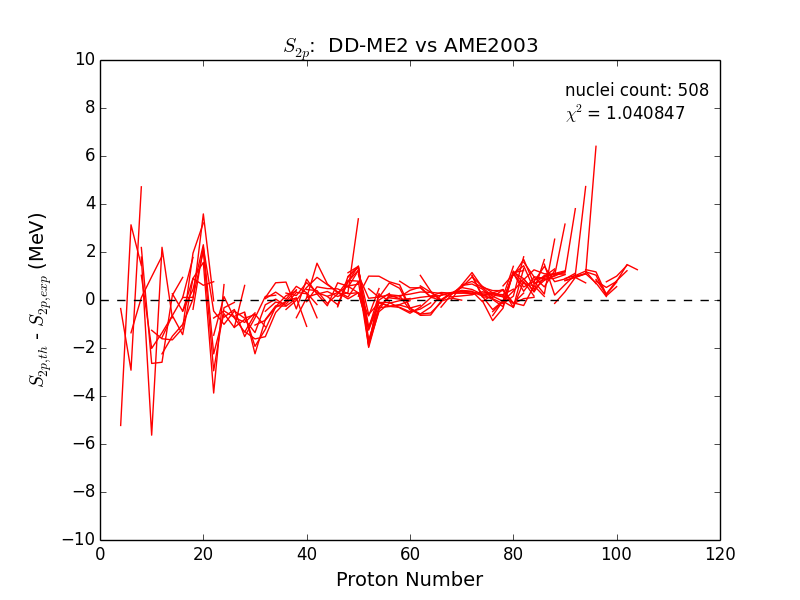 S₂ₚ: DD-ME2 vs AME2003
nuclei count: 508
χ² = 1.040847
S₂ₚ,ₜₕ - S₂ₚ,ₑₓₚ (MeV)
10
8
6
4
2
0
−2
−4
−6
−8
−10
0 20 40 60 80 100 120
Proton Number